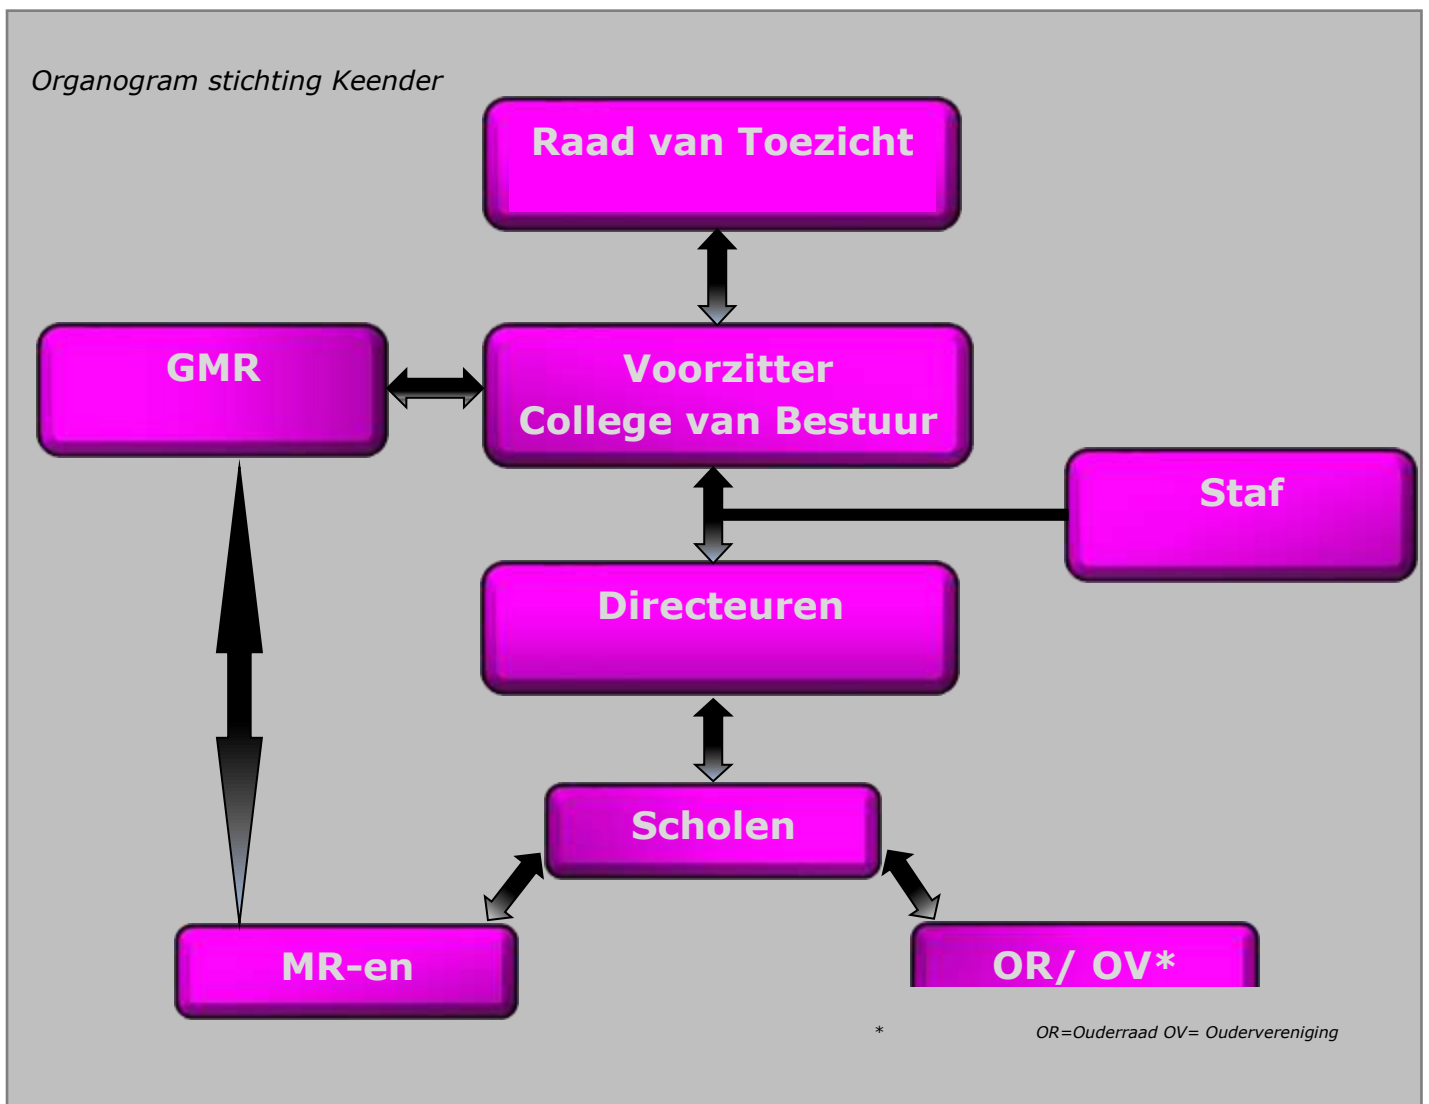 Organogram stichting Keender
Raad van Toezicht
GMR
Voorzitter
College van Bestuur
Staf
Directeuren
Scholen
MR-en
OR/ OV*
* OR=Ouderraad OV= Oudervereniging